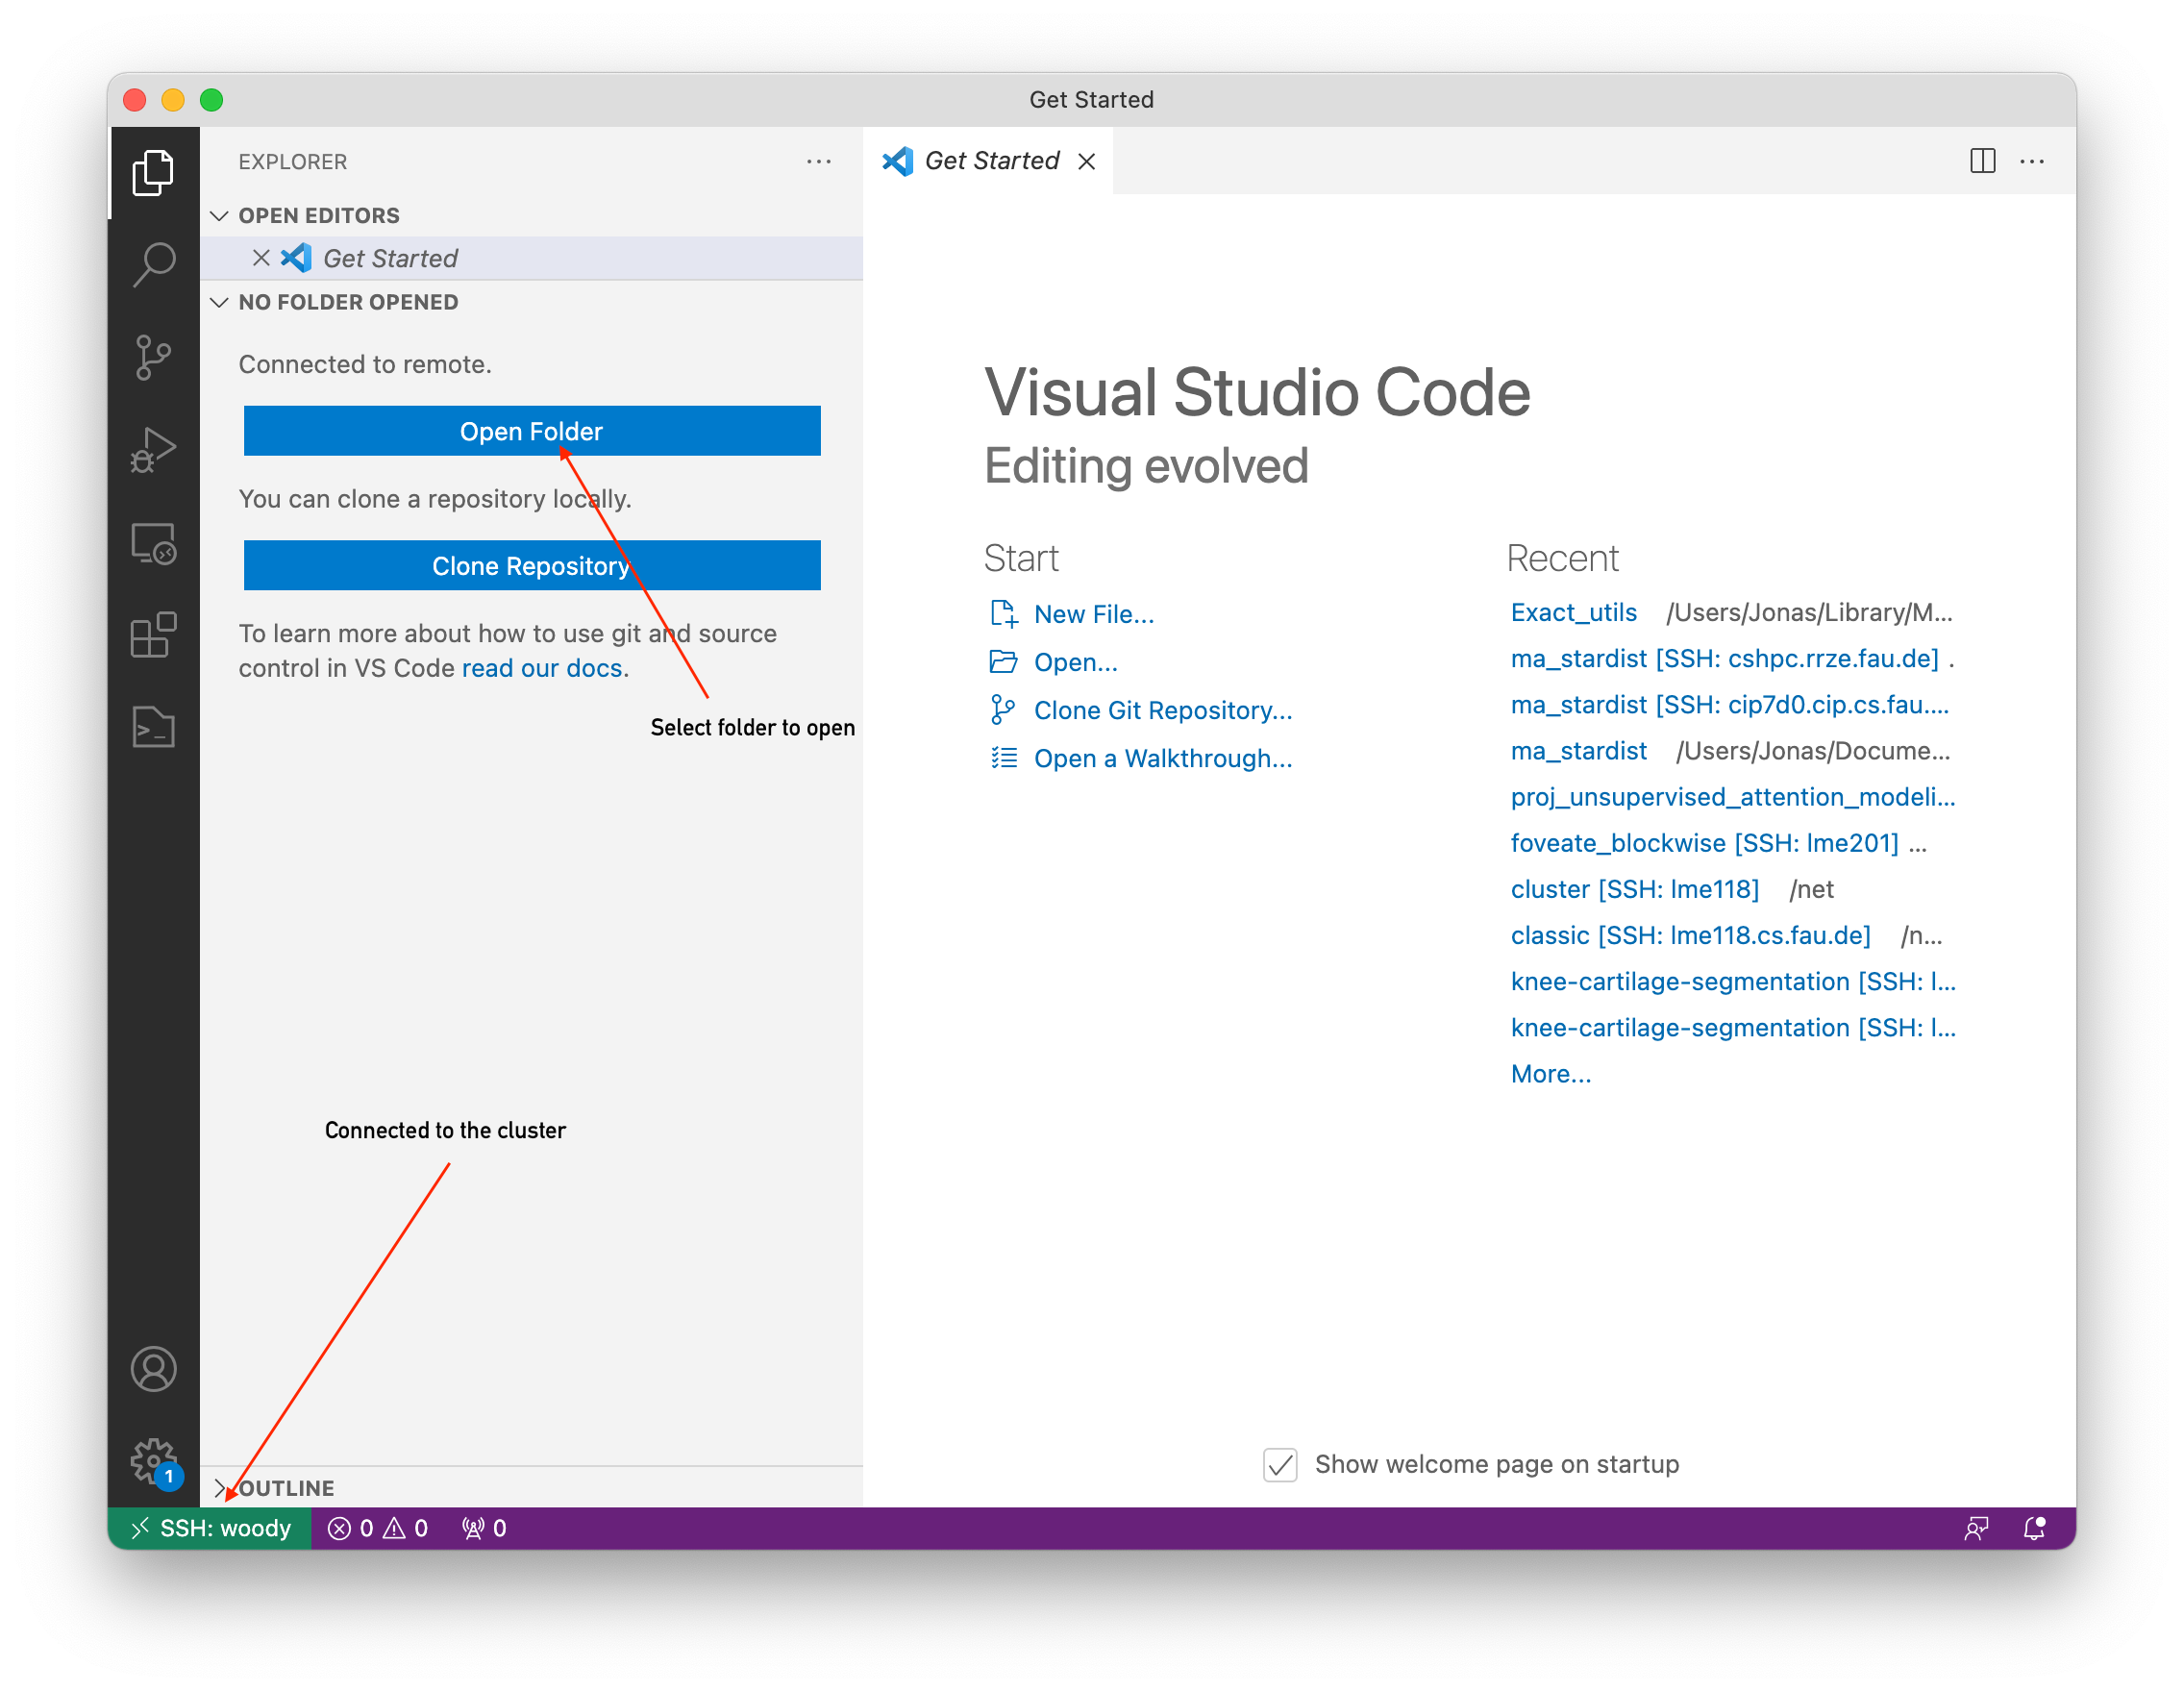 Get Started
EXPLORER
OPEN EDITORS
Get Started
NO FOLDER OPENED
Connected to remote.
Open Folder
You can clone a repository locally.
Clone Repository
To learn more about how to use git and source
control in VS Code read our docs.
Select folder to open
Connected to the cluster
OUTLINE
Get Started
Visual Studio Code
Editing evolved
Start
New File...
Open...
Clone Git Repository...
Open a Walkthrough...
Recent
Exact_utils /Users/Jonas/Library/M...
ma_stardist [SSH: cshpc.rrze.fau.de] .
ma_stardist [SSH: cip7d0.cip.cs.fau....
ma_stardist /Users/Jonas/Docume...
proj_unsupervised_attention_modeli...
foveate_blockwise [SSH: lme201] ...
cluster [SSH: lme118] /net
classic [SSH: lme118.cs.fau.de] /n...
knee-cartilage-segmentation [SSH: l...
knee-cartilage-segmentation [SSH: l...
More...
Show welcome page on startup
1
SSH: woody 0 0 0